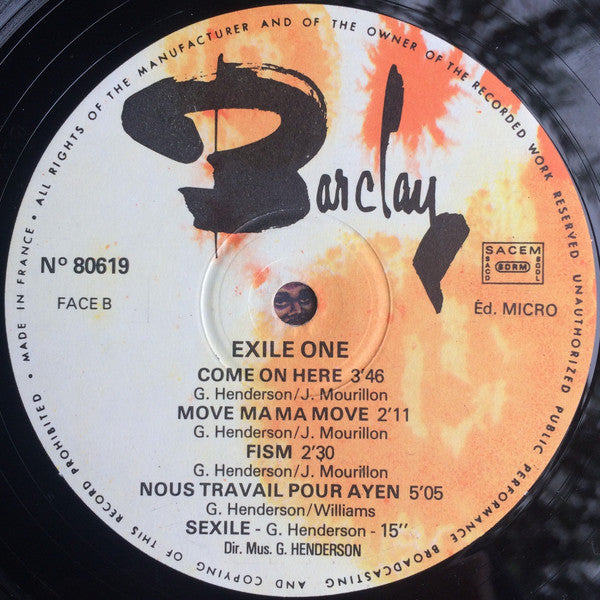 MADE IN FRANCE • ALL RIGHTS OF THE MANUFACTURER AND OF THE OWNER OF THE RECORDED WORK RESERVED UNAUTHORIZED PUBLIC PERFORMANCE BROADCASTING AND COPYING OF THIS RECORD PROHIBITED •
Barclay
Nº 80619
FACE B
SACEM
SACD SDRM SGDL
Éd. MICRO
EXILE ONE
COME ON HERE 3'46
G. Henderson/J. Mourillon
MOVE MA MA MOVE 2'11
G. Henderson/J. Mourillon
FISM 2'30
G. Henderson/J. Mourillon
NOUS TRAVAIL POUR AYEN 5'05
G. Henderson/Williams
SEXILE - G. Henderson - 15''
Dir. Mus. G. HENDERSON